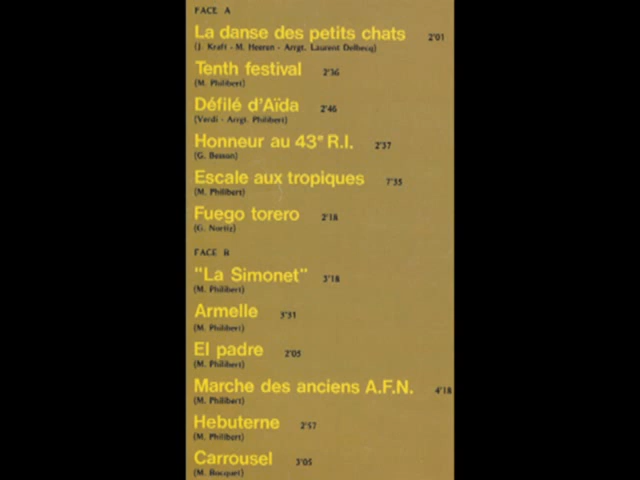 FACE A
La danse des petits chats 2'01
(J. Kraft - M. Heeren - Arrgt. Laurent Delbecq)
Tenth festival 2'36
(M. Philibert)
Défilé d'Aïda 2'46
(Verdi - Arrgt. Philibert)
Honneur au 43e R.I. 2'37
(G. Besson)
Escale aux tropiques 7'35
(M. Philibert)
Fuego torero 2'18
(G. Nortiz)
FACE B
"La Simonet" 3'18
(M. Philibert)
Armelle 3'31
(M. Philibert)
El padre 2'05
(M. Philibert)
Marche des anciens A.F.N. 4'18
(M. Philibert)
Hebuterne 2'57
(M. Philibert)
Carrousel 3'05
(M. Bocquet)